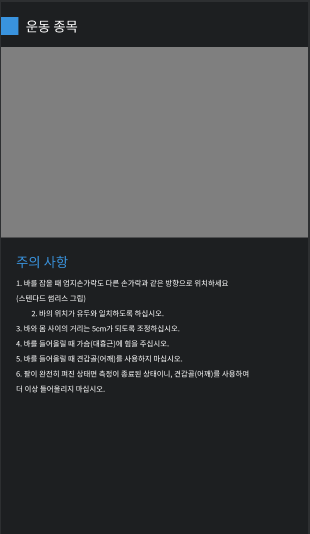 운동 종목
주의 사항
1. 바를 잡을 때 엄지손가락도 다른 손가락과 같은 방향으로 위치하세요
(스탠다드 썸리스 그립)
2. 바의 위치가 유두와 일치하도록 하십시오.
3. 바와 몸 사이의 거리는 5cm가 되도록 조정하십시오.
4. 바를 들어올릴 때 가슴(대흉근)에 힘을 주십시오.
5. 바를 들어올릴 때 견갑골(어깨)를 사용하지 마십시오.
6. 팔이 완전히 펴진 상태면 측정이 종료된 상태이니, 견갑골(어깨)를 사용하여
더 이상 들어올리지 마십시오.